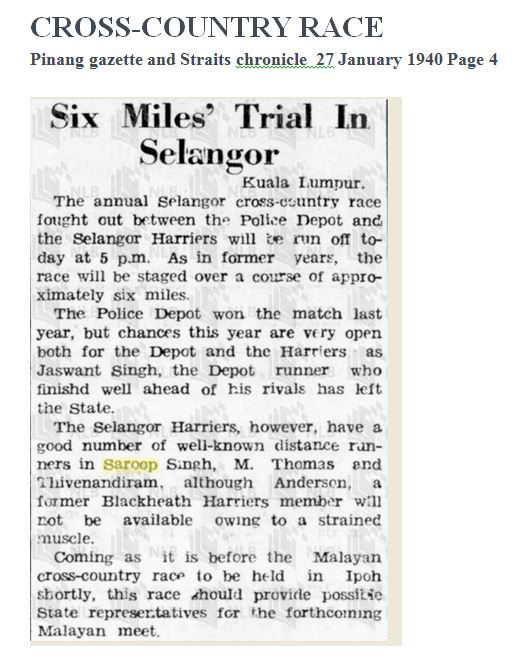 CROSS-COUNTRY RACE
Pinang gazette and Straits chronicle 27 January 1940 Page 4
Six Miles' Trial In
Selangor
Kuala Lumpur.
The annual Selangor cross-country race
fought out between the Police Depot and
the Selangor Harriers will be run off to-
day at 5 p.m. As in former years, the
race will be staged over a course of appro-
ximately six miles.
The Police Depot won the match last
year, but chances this year are very open
both for the Depot and the Harriers as
Jaswant Singh, the Depot runner who
finishd well ahead of his rivals has left
the State.
The Selangor Harriers, however, have a
good number of well-known distance run-
ners in Saroop Singh, M. Thomas and
Thivenandiram, although Anderson, a
former Blackheath Harriers member will
not be available owing to a strained
muscle.
Coming as it is before the Malayan
cross-country race to be held in Ipoh
shortly, this race should provide possible
State representatives for the forthcoming
Malayan meet.